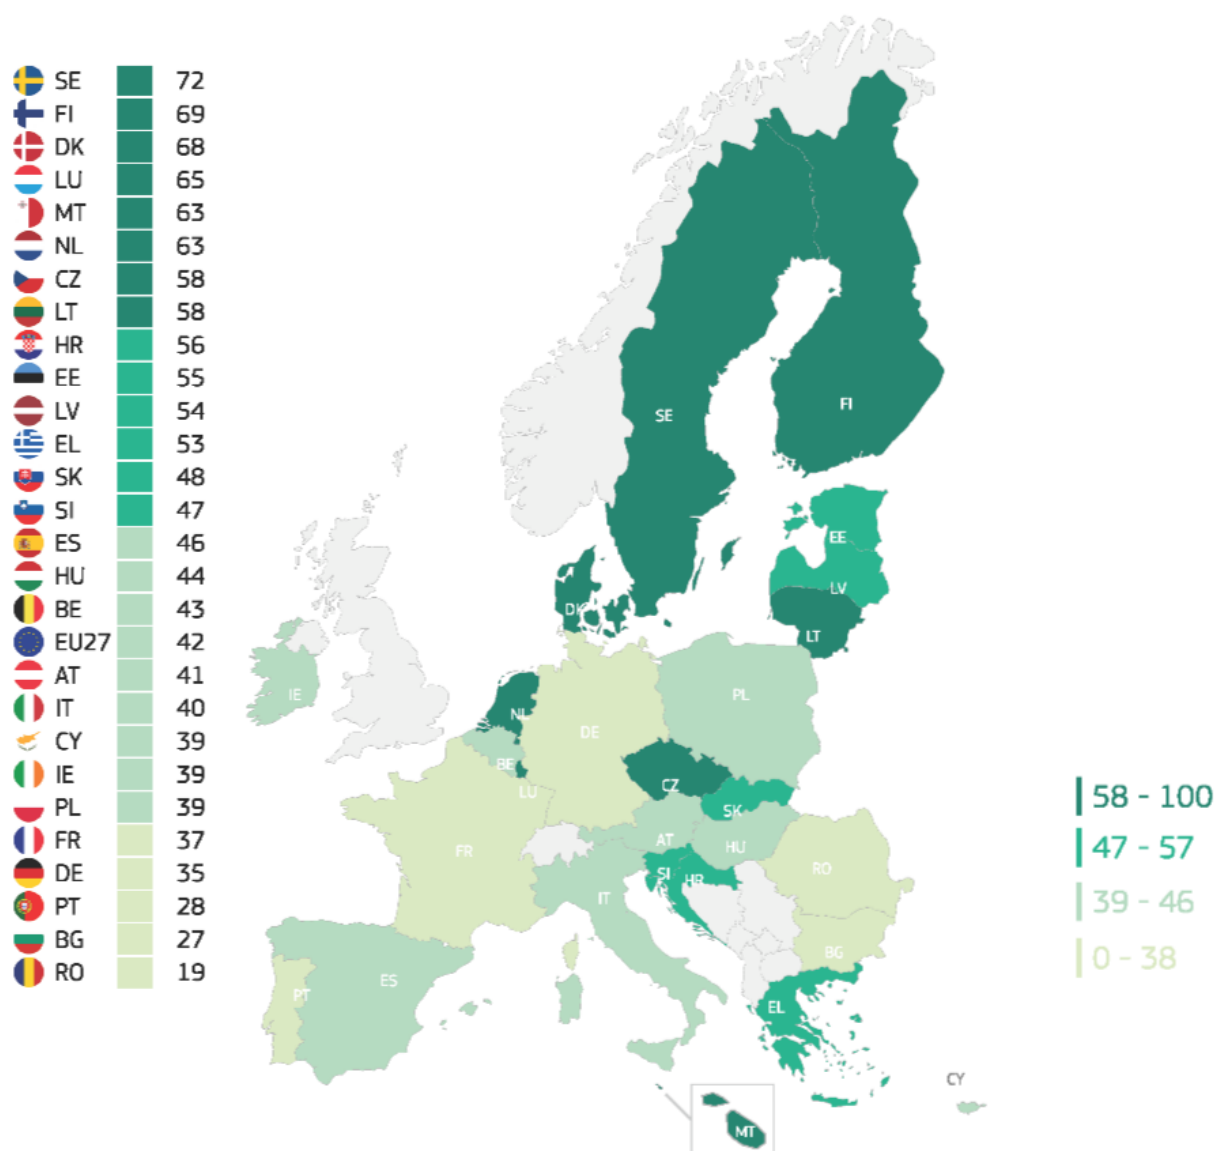 SE 72
FI 69
DK 68
LU 65
MT 63
NL 63
CZ 58
LT 58
HR 56
EE 55
LV 54
EL 53
SK 48
SI 47
ES 46
HU 44
BE 43
EU27 42
AT 41
IT 40
CY 39
IE 39
PL 39
FR 37
DE 35
PT 28
BG 27
RO 19
SE
FI
EE
LV
DK
LT
IE
PL
NL
DE
BE
CZ
LU
SK
AT
HU
FR
RO
SI
HR
IT
BG
ES
PT
EL
CY
MT
58 - 100
47 - 57
39 - 46
0 - 38